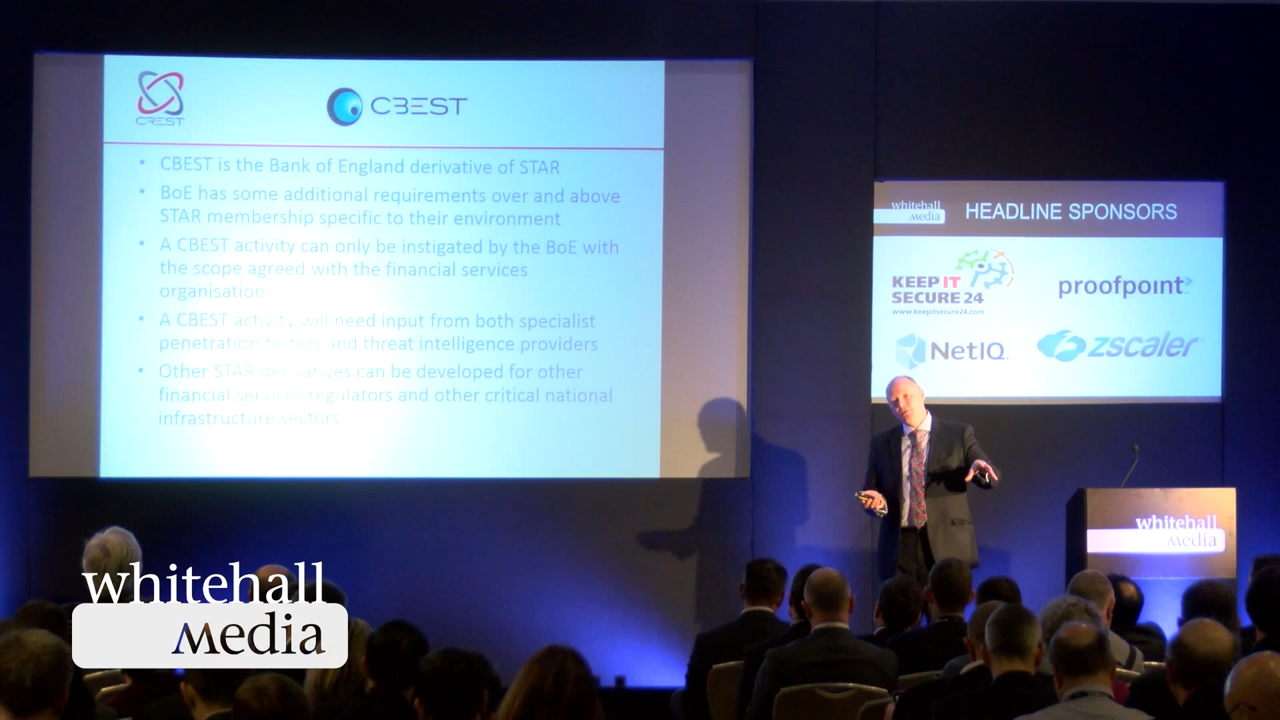 CREST
CBEST
• CBEST is the Bank of England derivative of STAR
• BoE has some additional requirements over and above
STAR membership specific to their environment
• A CBEST activity can only be instigated by the BoE with
the scope agreed with the financial services
organisation
• A CBEST activity will need input from both specialist
penetration testers and threat intelligence providers
• Other STAR derivatives can be developed for other
financial services regulators and other critical national
infrastructure sectors
whitehall
media
HEADLINE SPONSORS
KEEP IT
SECURE 24
www.keepitsecure24.com
proofpoint
NetIQ
zscaler
whitehall
media
whitehall
media